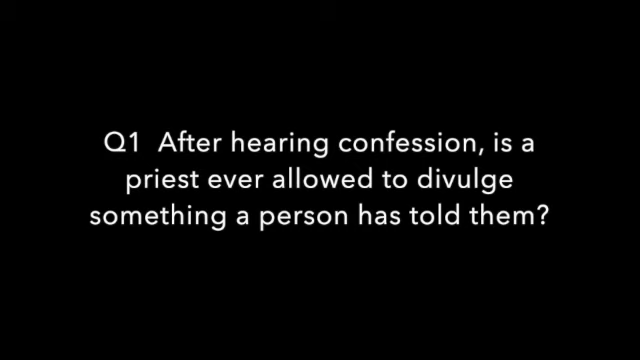 Q1 After hearing confession, is a
priest ever allowed to divulge
something a person has told them?